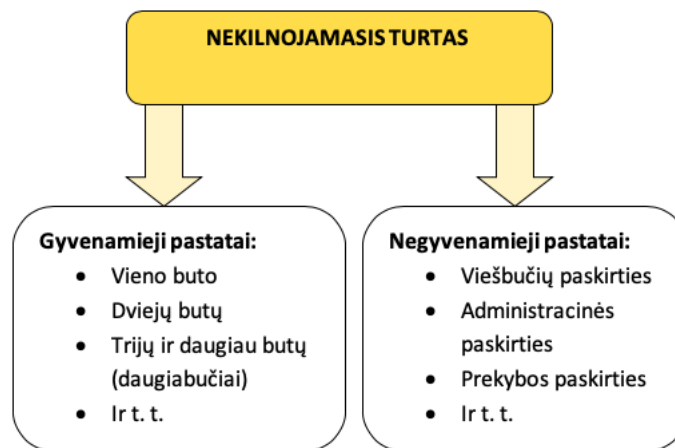 NEKILNOJAMASIS TURTAS
Gyvenamieji pastatai:
• Vieno buto
• Dviejų butų
• Trijų ir daugiau butų
(daugiabučiai)
• Ir t. t.
Negyvenamieji pastatai:
• Viešbučių paskirties
• Administracinės
paskirties
• Prekybos paskirties
• Ir t. t.